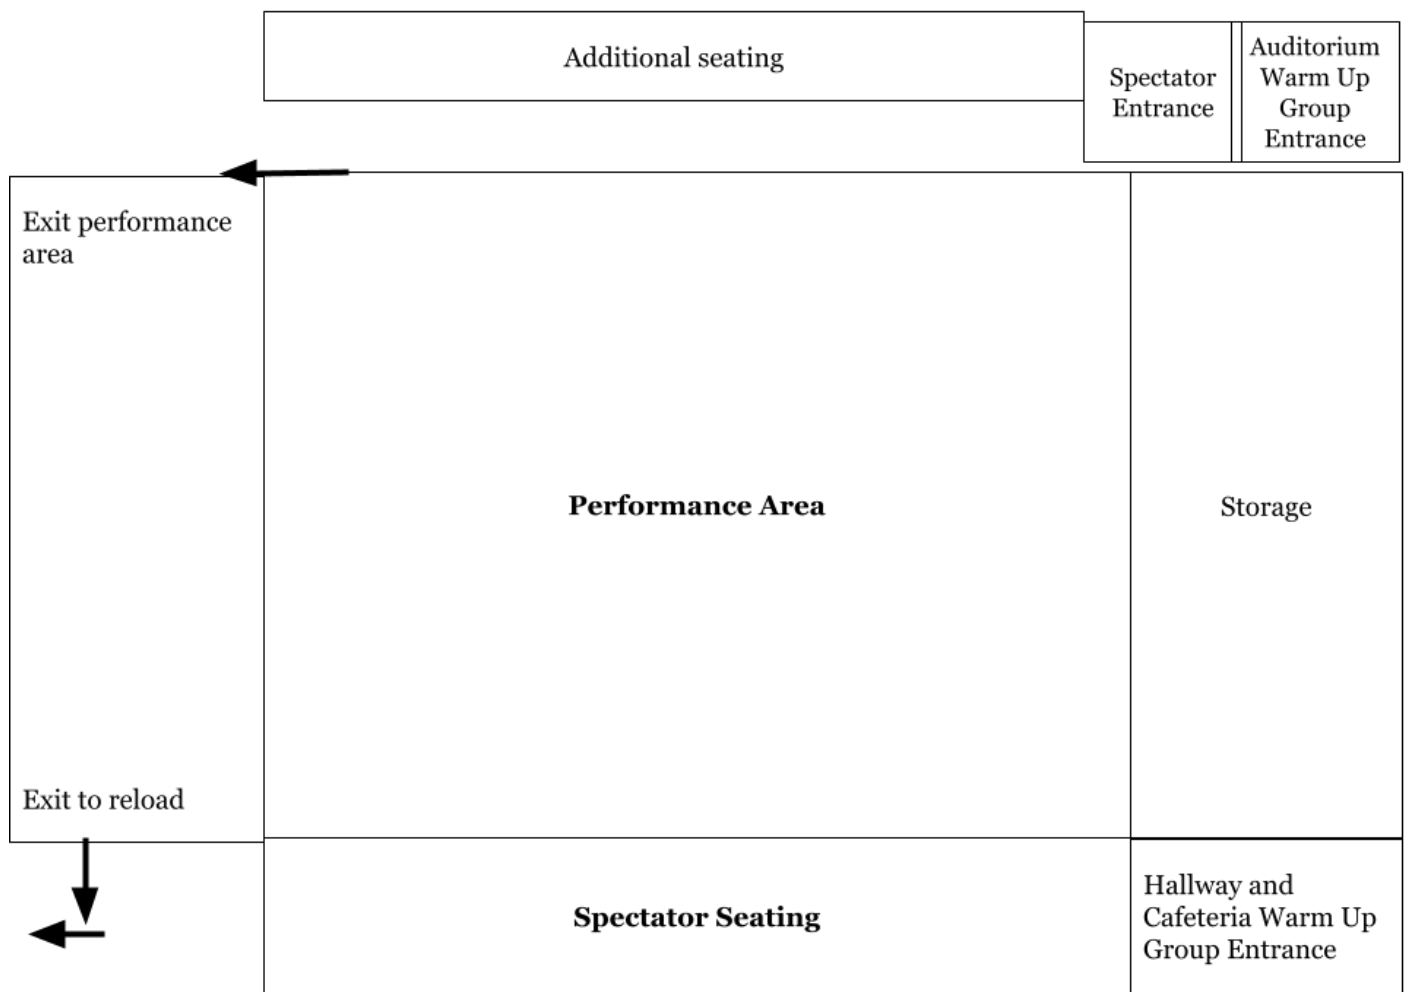 Additional seating
Spectator
Entrance
Auditorium
Warm Up
Group
Entrance
Exit performance
area
Performance Area
Storage
Exit to reload
Spectator Seating
Hallway and
Cafeteria Warm Up
Group Entrance